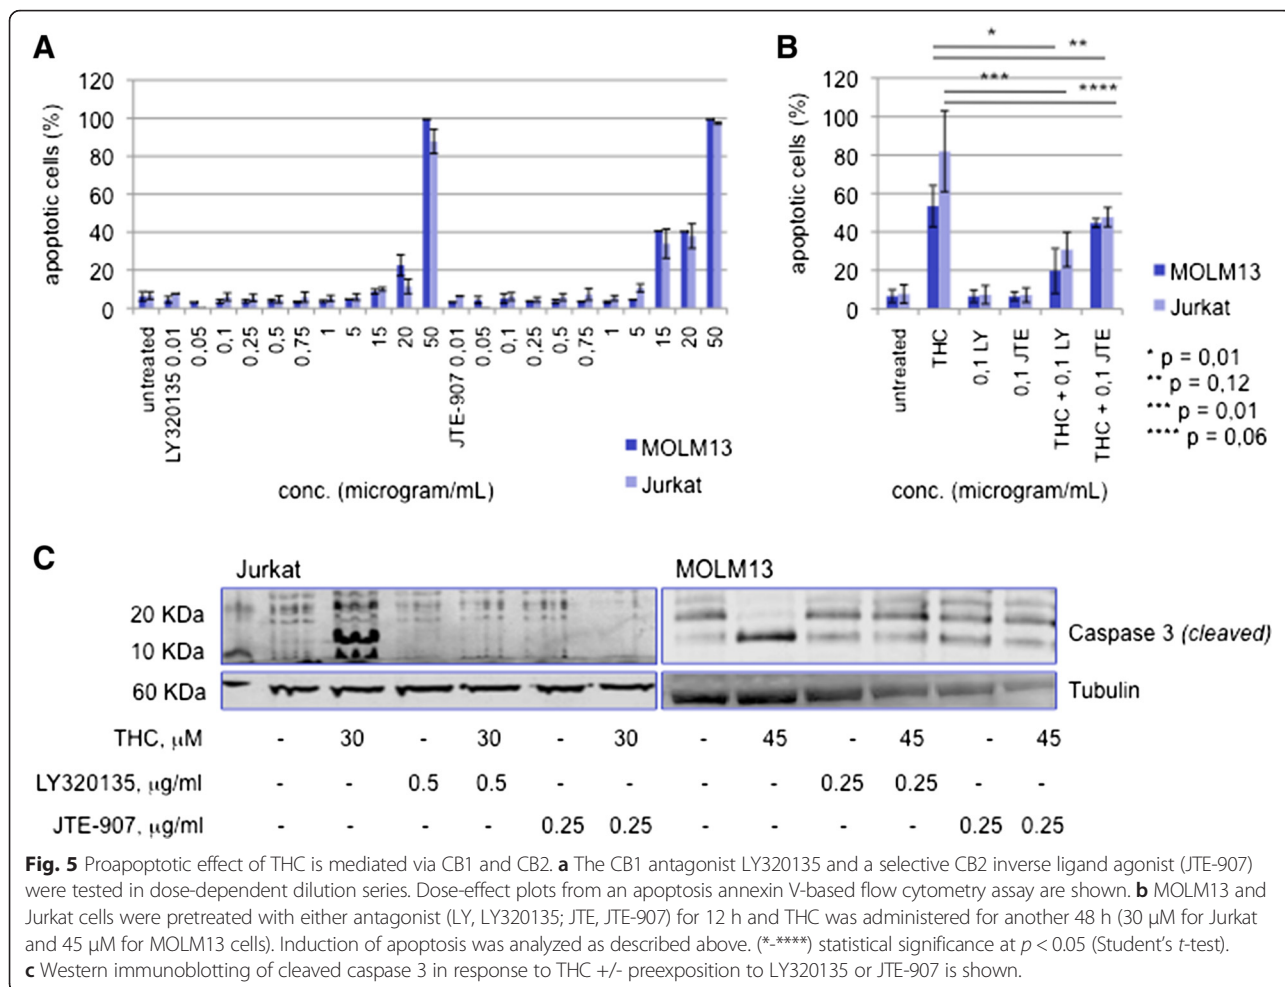 A
apoptotic cells (%)
120
100
80
60
40
20
0
untreated
LY320135 0,01
0,05
0,1
0,25
0,5
0,75
1
5
15
20
50
JTE-907 0,01
0,05
0,1
0,25
0,5
0,75
1
5
15
20
50
conc. (microgram/mL)
MOLM13
Jurkat
B
apoptotic cells (%)
120
100
80
60
40
20
0
*
**
***
****
untreated
THC
0,1 LY
0,1 JTE
THC + 0,1 LY
THC + 0,1 JTE
conc. (microgram/mL)
MOLM13
Jurkat
* p = 0,01
** p = 0,12
*** p = 0,01
**** p = 0,06
C
Jurkat MOLM13
20 KDa
10 KDa
Caspase 3 (cleaved)
60 KDa
Tubulin
THC, µM - 30 - 30 - 30 - 45 - 45 - 45
LY320135, µg/ml - - 0.5 0.5 - - - - 0.25 0.25 - -
JTE-907, µg/ml - - - - 0.25 0.25 - - - - 0.25 0.25
Fig. 5 Proapoptotic effect of THC is mediated via CB1 and CB2. a The CB1 antagonist LY320135 and a selective CB2 inverse ligand agonist (JTE-907)
were tested in dose-dependent dilution series. Dose-effect plots from an apoptosis annexin V-based flow cytometry assay are shown. b MOLM13 and
Jurkat cells were pretreated with either antagonist (LY, LY320135; JTE, JTE-907) for 12 h and THC was administered for another 48 h (30 µM for Jurkat
and 45 µM for MOLM13 cells). Induction of apoptosis was analyzed as described above. (*-****) statistical significance at p < 0.05 (Student's t-test).
c Western immunoblotting of cleaved caspase 3 in response to THC +/- preexposition to LY320135 or JTE-907 is shown.